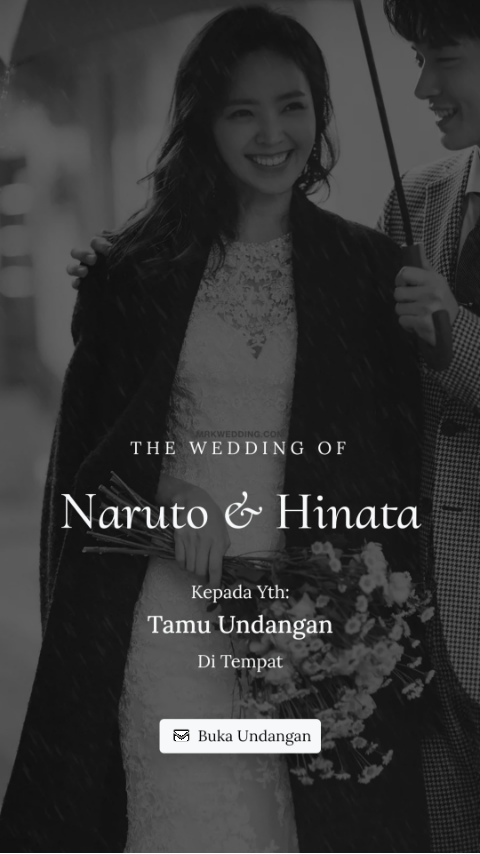 THE WEDDING OF
Naruto & Hinata
Kepada Yth:
Tamu Undangan
Di Tempat
Buka Undangan